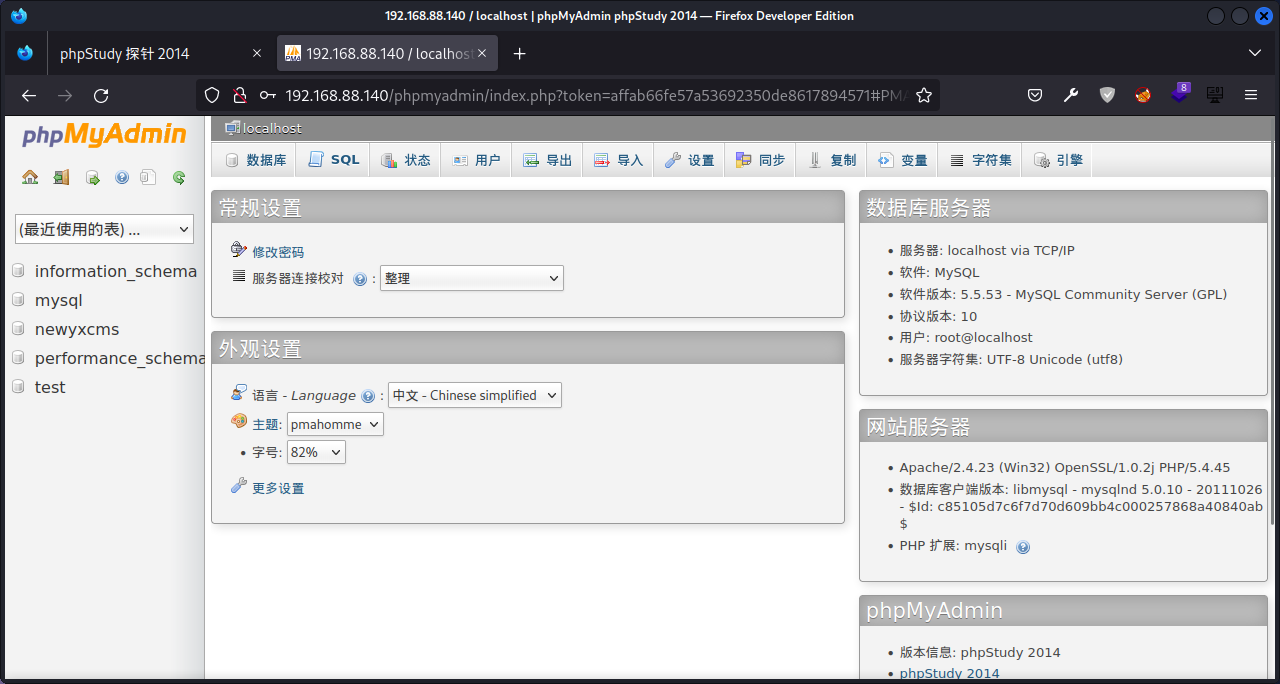 192.168.88.140 / localhost | phpMyAdmin phpStudy 2014 — Firefox Developer Edition
phpStudy 探针 2014
192.168.88.140 / localhost
192.168.88.140/phpmyadmin/index.php?token=affab66fe57a53692350de8617894571#PMA
8
phpMyAdmin
(最近使用的表) ...
information_schema
mysql
newyxcms
performance_schema
test
localhost
数据库 SQL 状态 用户 导出 导入 设置 同步 复制 变量 字符集 引擎
常规设置
修改密码
服务器连接校对 : 整理
外观设置
语言 - Language : 中文 - Chinese simplified
主题: pmahomme
• 字号: 82%
更多设置
数据库服务器
• 服务器: localhost via TCP/IP
• 软件: MySQL
• 软件版本: 5.5.53 - MySQL Community Server (GPL)
• 协议版本: 10
• 用户: root@localhost
• 服务器字符集: UTF-8 Unicode (utf8)
网站服务器
• Apache/2.4.23 (Win32) OpenSSL/1.0.2j PHP/5.4.45
• 数据库客户端版本: libmysql - mysqlnd 5.0.10 - 20111026
- $Id: c85105d7c6f7d70d609bb4c000257868a40840ab
$
• PHP 扩展: mysqli
phpMyAdmin
• 版本信息: phpStudy 2014
• phpStudy 2014